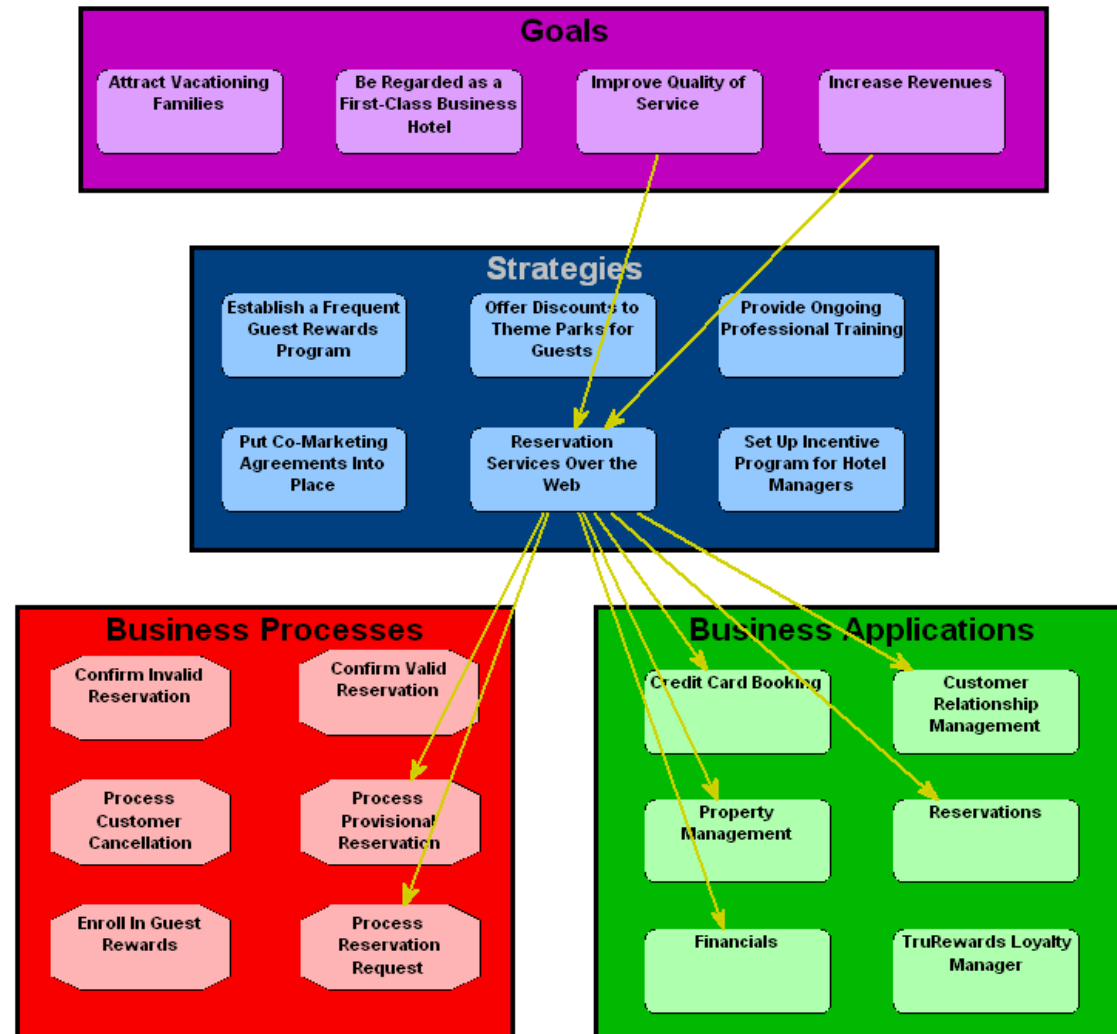 Goals
Attract Vacationing
Families
Be Regarded as a
First-Class Business
Hotel
Improve Quality of
Service
Increase Revenues
Strategies
Establish a Frequent
Guest Rewards
Program
Offer Discounts to
Theme Parks for
Guests
Provide Ongoing
Professional Training
Put Co-Marketing
Agreements Into
Place
Reservation
Services Over the
Web
Set Up Incentive
Program for Hotel
Managers
Business Processes
Confirm Invalid
Reservation
Confirm Valid
Reservation
Process
Customer
Cancellation
Process
Provisional
Reservation
Enroll In Guest
Rewards
Process
Reservation
Request
Business Applications
Credit Card Booking
Customer
Relationship
Management
Property
Management
Reservations
Financials
TruRewards Loyalty
Manager